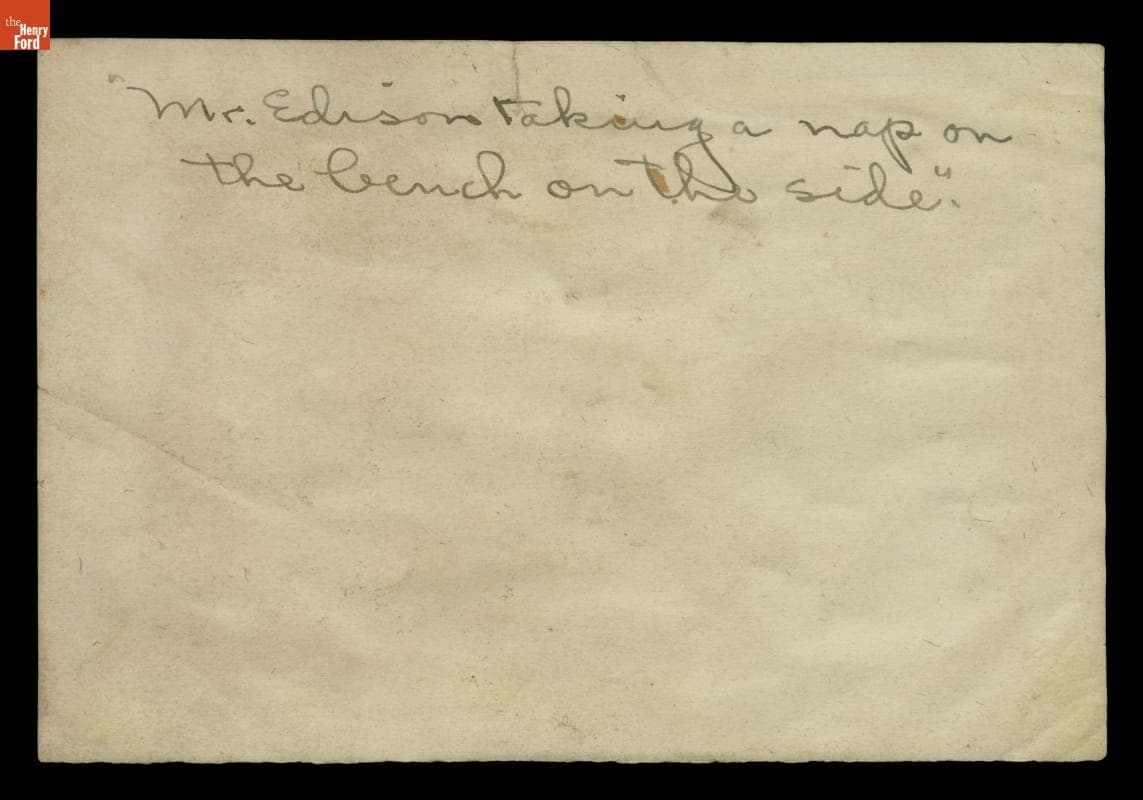 the
Henry
Ford
"Mr. Edison taking a nap on
the bench on the side".